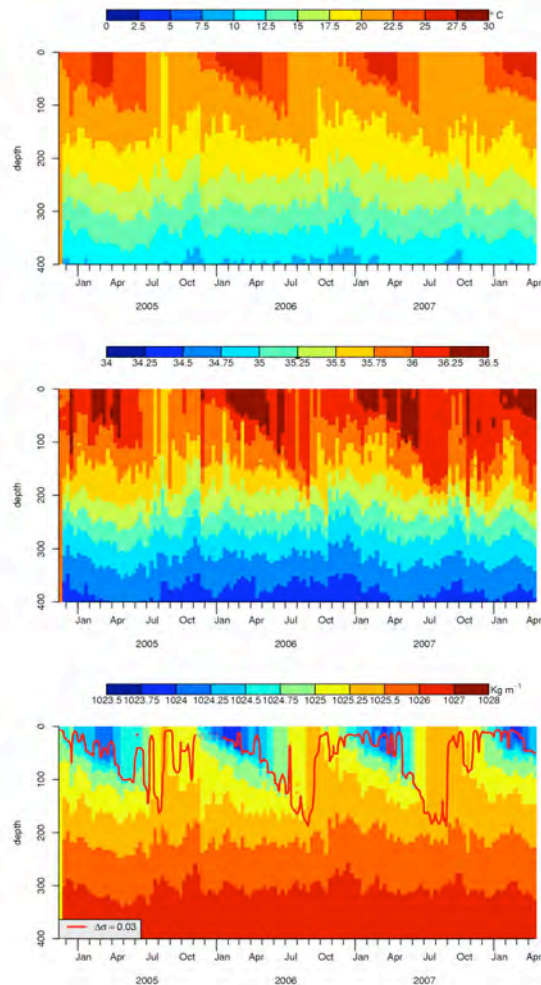 ° C
0 5 7.5 10 12.5 15 17.5 20 22.5 25 27.5 30
0
100
200
300
400
depth
Jan Apr Jul Oct Jan Apr Jul Oct Jan Apr Jul Oct Jan Apr
2005 2006 2007
34 34.25 34.5 34.75 35 35.25 35.5 35.75 36 36.25 36.5
0
100
200
300
400
depth
Jan Apr Jul Oct Jan Apr Jul Oct Jan Apr Jul Oct Jan Apr
2005 2006 2007
Kg m⁻¹
1023.5 1023.75 1024 1024.25 1024.5 1024.75 1025 1025.25 1025.5 1026 1027 1028
0
100
200
300
400
depth
Δσ = 0.03
Jan Apr Jul Oct Jan Apr Jul Oct Jan Apr Jul Oct Jan Apr
2005 2006 2007